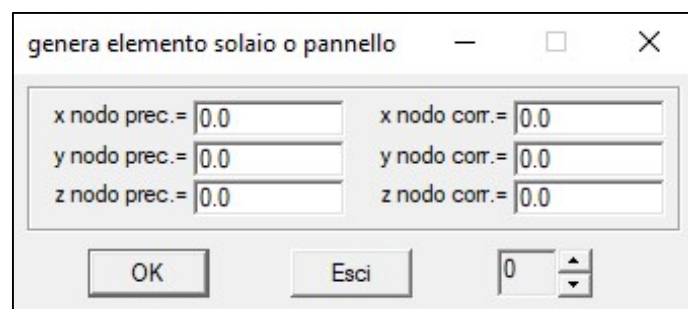 genera elemento solaio o pannello
x nodo prec.= 0.0 x nodo corr.= 0.0
y nodo prec.= 0.0 y nodo corr.= 0.0
z nodo prec.= 0.0 z nodo corr.= 0.0
OK Esci 0